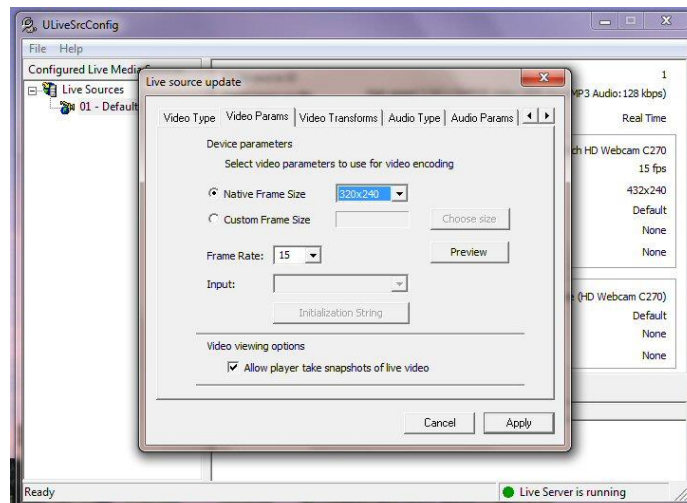 ULiveSrcConfig
File Help
Configured Live Media
Live Sources
01 - Default
1
MP3 Audio:128 kbps)
Real Time
HD Webcam C270
15 fps
432x240
Default
None
None
(HD Webcam C270)
Default
None
None
Live source update
Video Type Video Params Video Transforms Audio Type Audio Params
Device parameters
Select video parameters to use for video encoding
Native Frame Size 320x240
Custom Frame Size Choose size
Frame Rate: 15 Preview
Input:
Initialization String
Video viewing options
Allow player take snapshots of live video
Cancel Apply
Ready Live Server is running